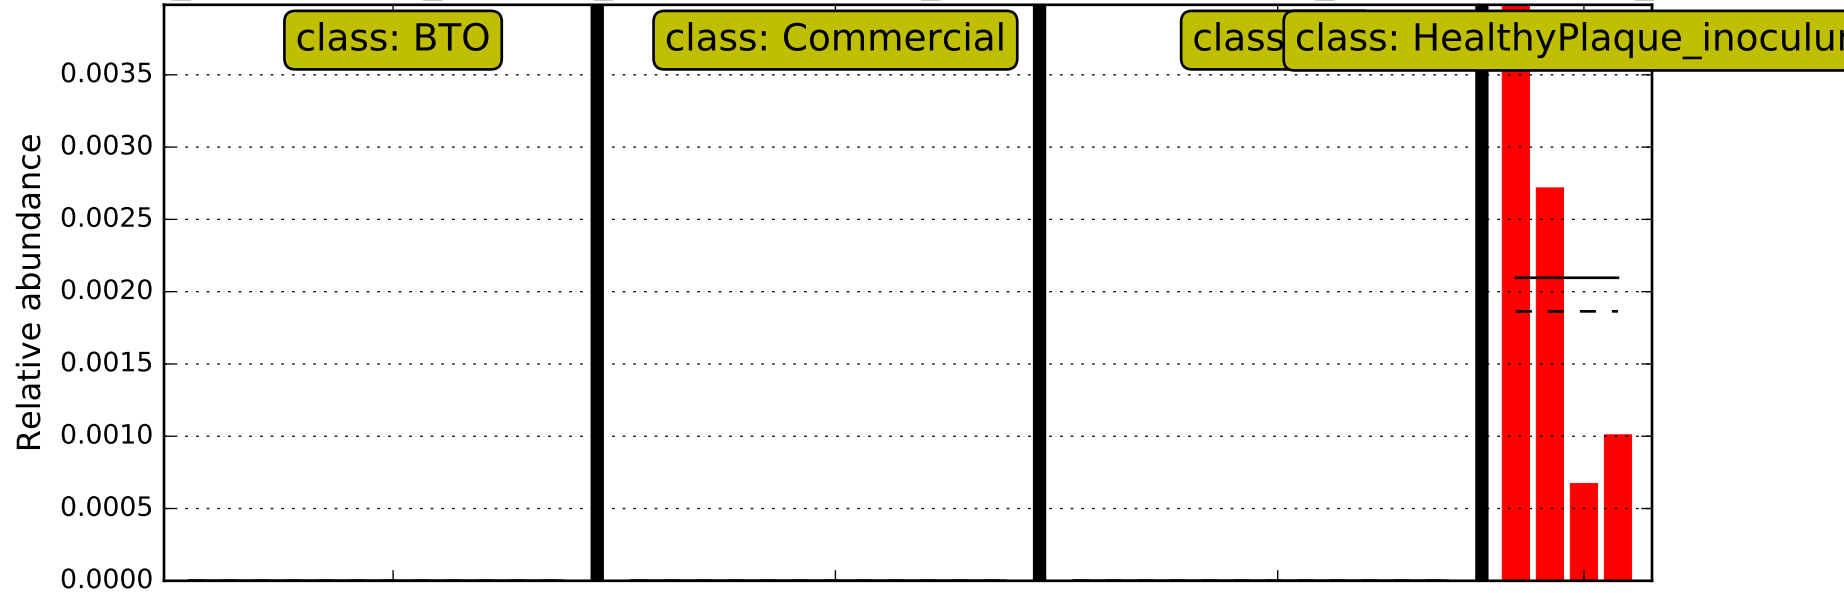 class: BTO
class: Commercial
class
class: HealthyPlaque_inoculu
0.0035
0.0030
0.0025
0.0020
0.0015
0.0010
0.0005
0.0000
Relative abundance